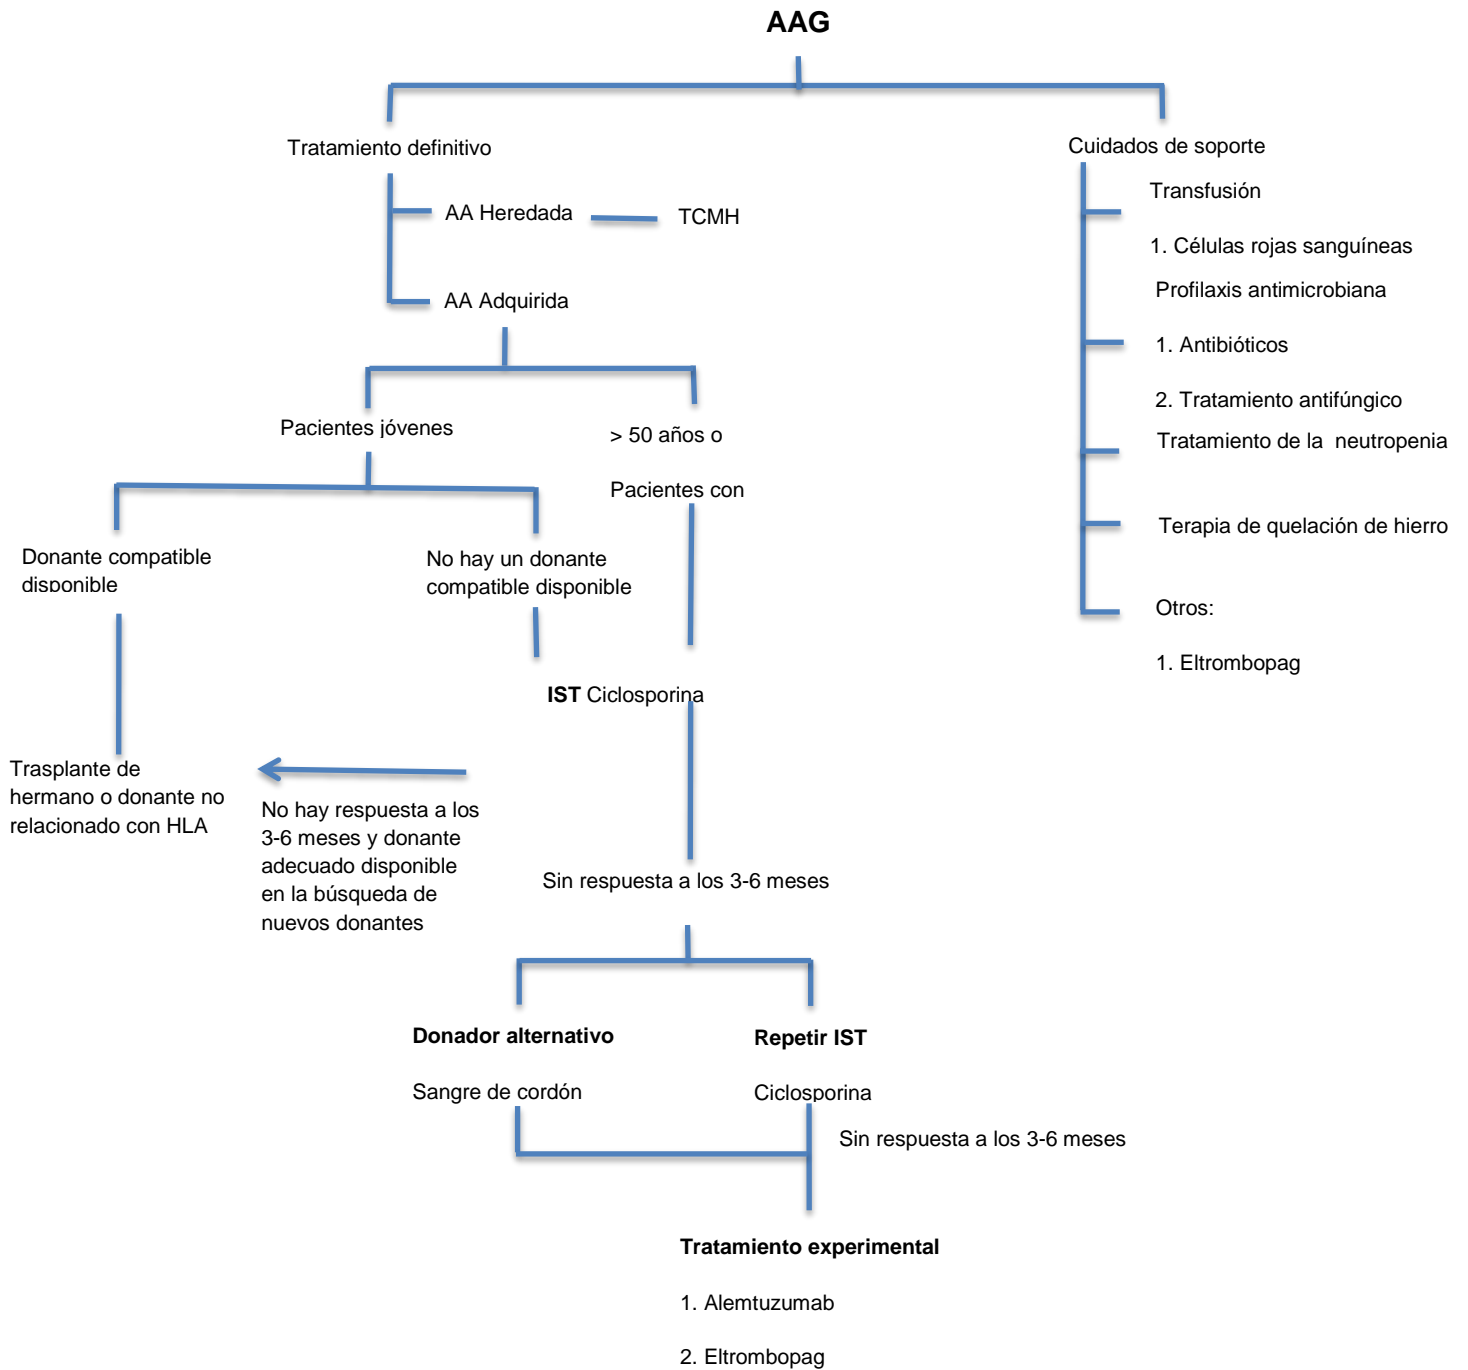 AAG
Tratamiento definitivo
AA Heredada
TCMH
AA Adquirida
Pacientes jóvenes
> 50 años o
Pacientes con
Donante compatible
disponible
No hay un donante
compatible disponible
IST Ciclosporina
Trasplante de
hermano o donante no
relacionado con HLA
No hay respuesta a los
3-6 meses y donante
adecuado disponible
en la búsqueda de
nuevos donantes
Sin respuesta a los 3-6 meses
Donador alternativo
Sangre de cordón
Repetir IST
Ciclosporina
Sin respuesta a los 3-6 meses
Tratamiento experimental
1. Alemtuzumab
2. Eltrombopag
Cuidados de soporte
Transfusión
1. Células rojas sanguíneas
Profilaxis antimicrobiana
1. Antibióticos
2. Tratamiento antifúngico
Tratamiento de la neutropenia
Terapia de quelación de hierro
Otros:
1. Eltrombopag